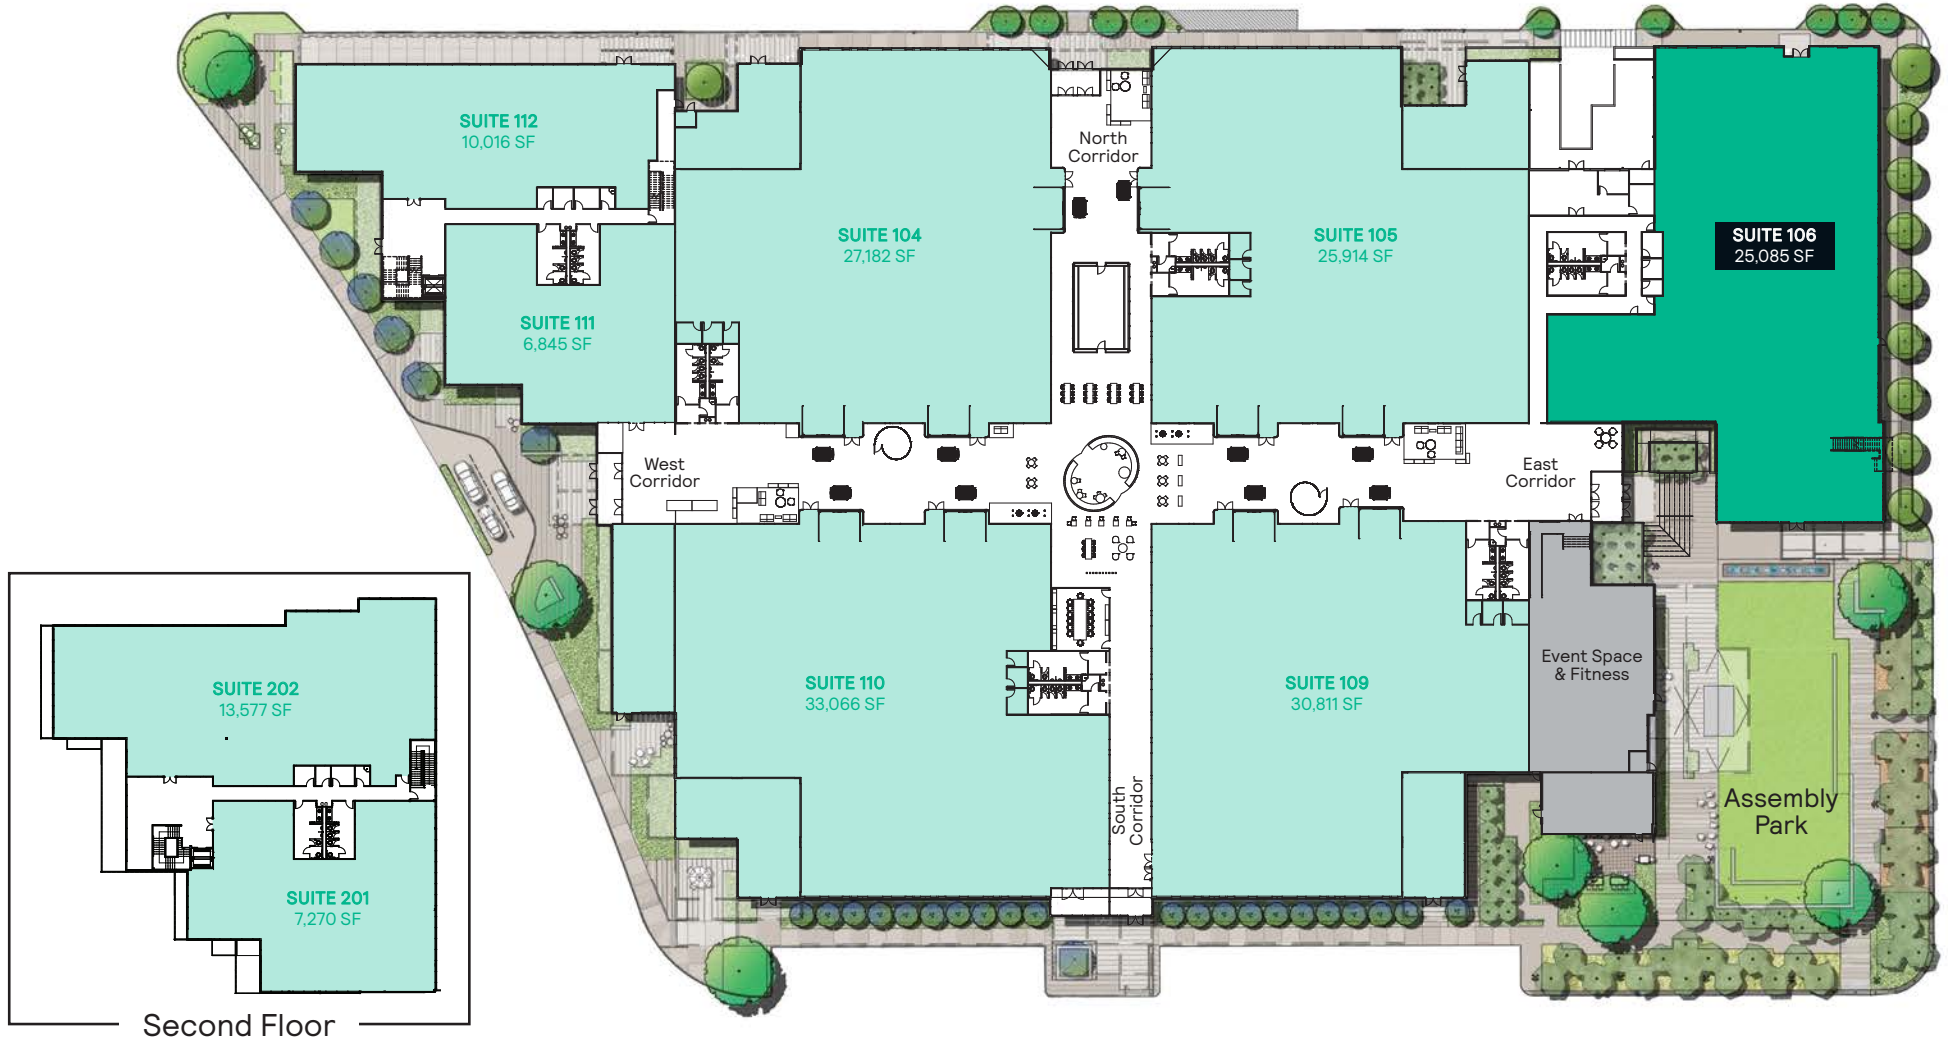 SUITE 112
10,016 SF
North
Corridor
SUITE 104
27,182 SF
SUITE 105
25,914 SF
SUITE 106
25,085 SF
SUITE 111
6,845 SF
West
Corridor
East
Corridor
SUITE 110
33,066 SF
SUITE 109
30,811 SF
Event Space
& Fitness
South
Corridor
Assembly
Park
SUITE 202
13,577 SF
SUITE 201
7,270 SF
Second Floor